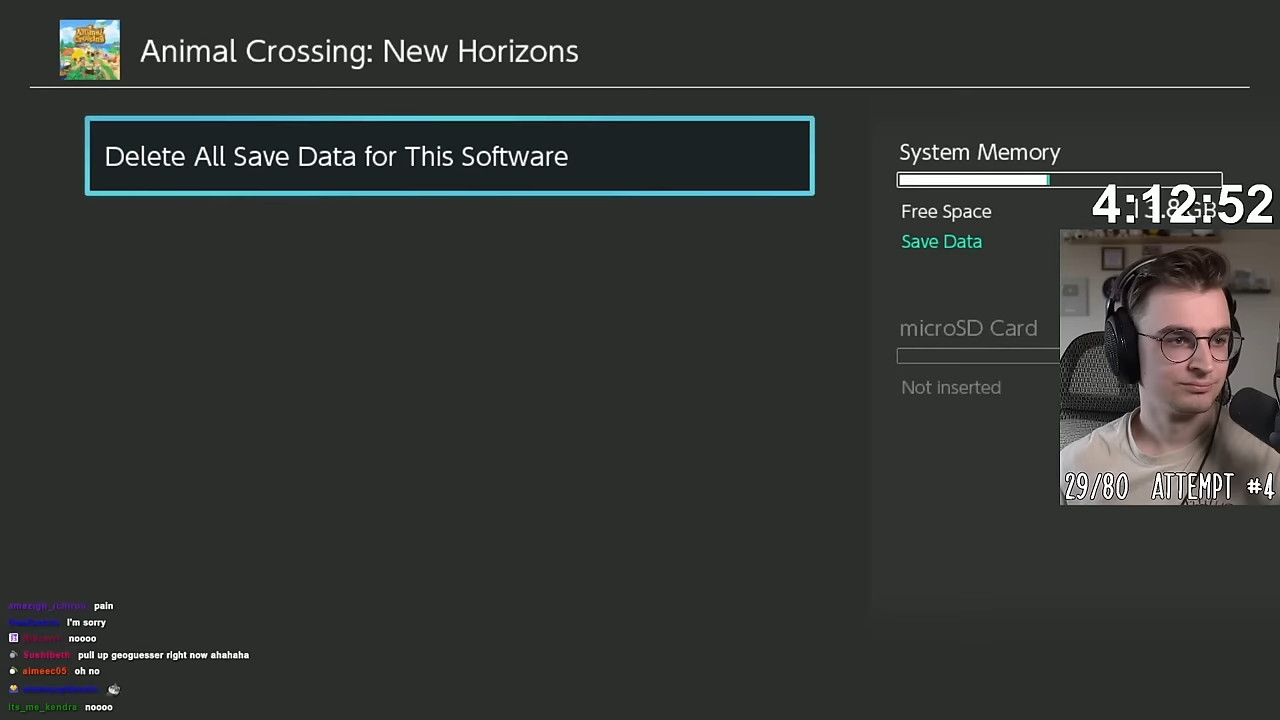 Animal Crossing: New Horizons
Delete All Save Data for This Software
System Memory
4:12:52
Free Space
Save Data
microSD Card
Not inserted
29/80 ATTEMPT #4
pain
I'm sorry
noooo
Sushibeth pull up geoguesser right now ahahaha
aimeec05 oh no
its_me_kendra noooo